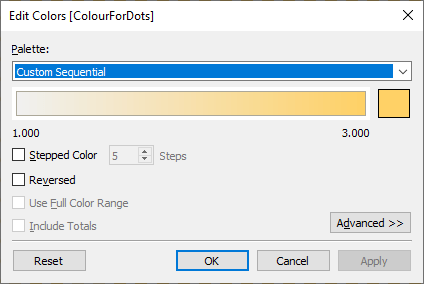 Edit Colors [ColourForDots]
Palette:
Custom Sequential
1.000 3.000
Stepped Color 5 Steps
Reversed
Use Full Color Range
Include Totals
Advanced >>
Reset OK Cancel Apply